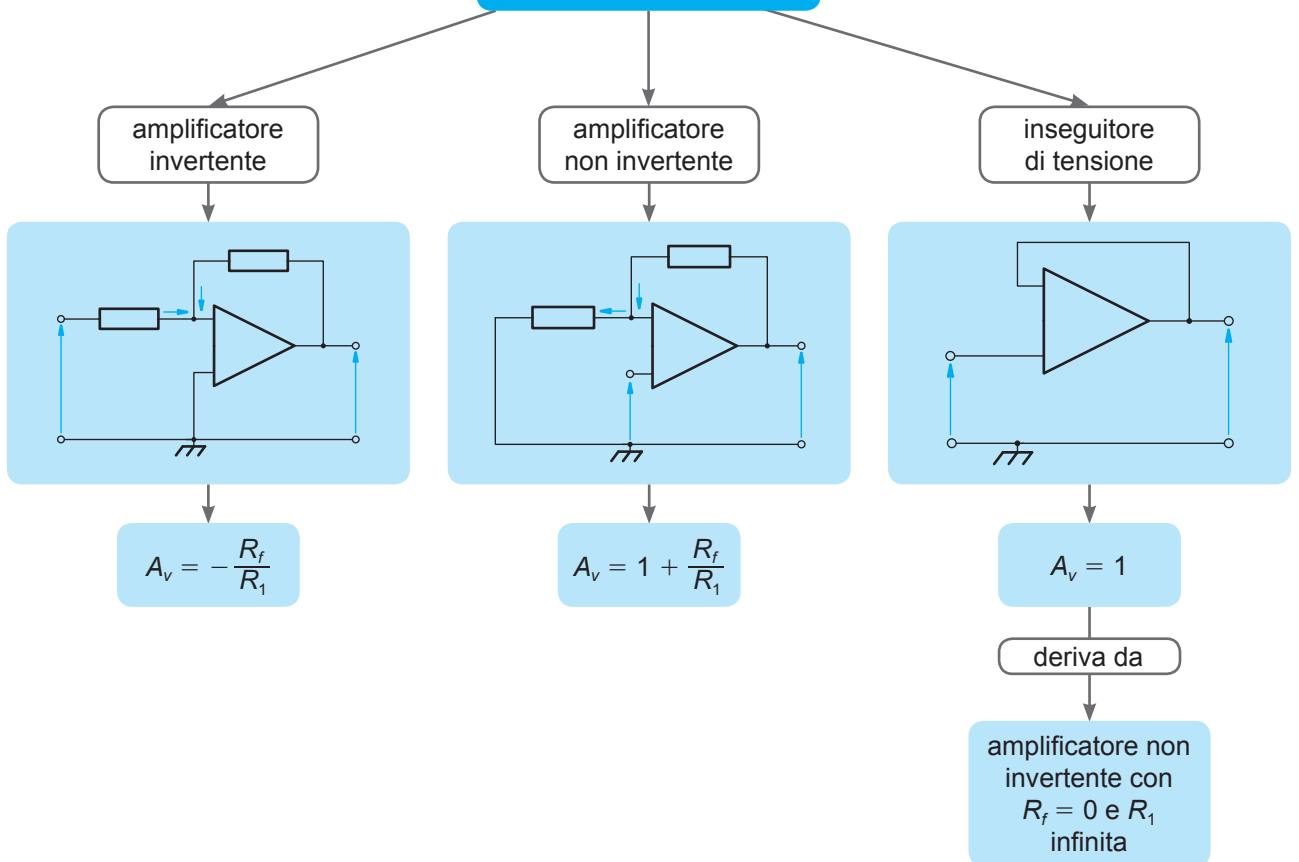 amplificatore
invertente
amplificatore
non invertente
inseguitore
di tensione
A_v = − R_f / R_1
A_v = 1 + R_f / R_1
A_v = 1
deriva da
amplificatore non
invertente con
R_f = 0 e R_1
infinita